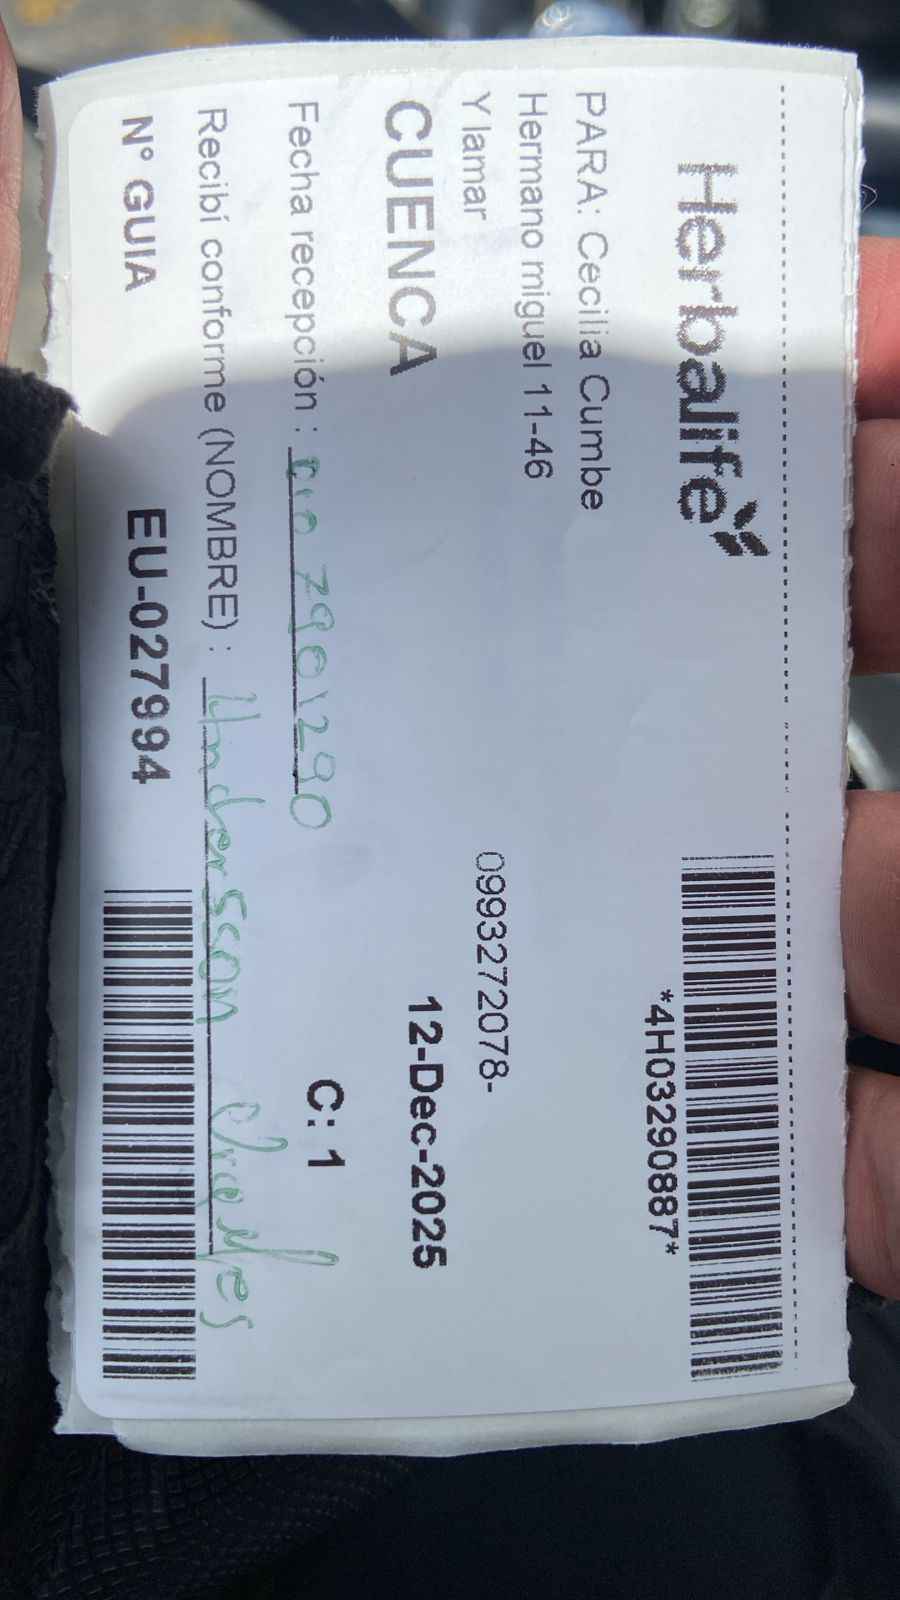 Herbalife
*4H03290887*
PARA: Cecilia Cumbe
Hermano miguel 11-46
Y lamar
0993272078-
CUENCA
12-Dec-2025
Fecha recepción :
C: 1
Recibí conforme (NOMBRE) : Andersson
N° GUIA
EU-027994